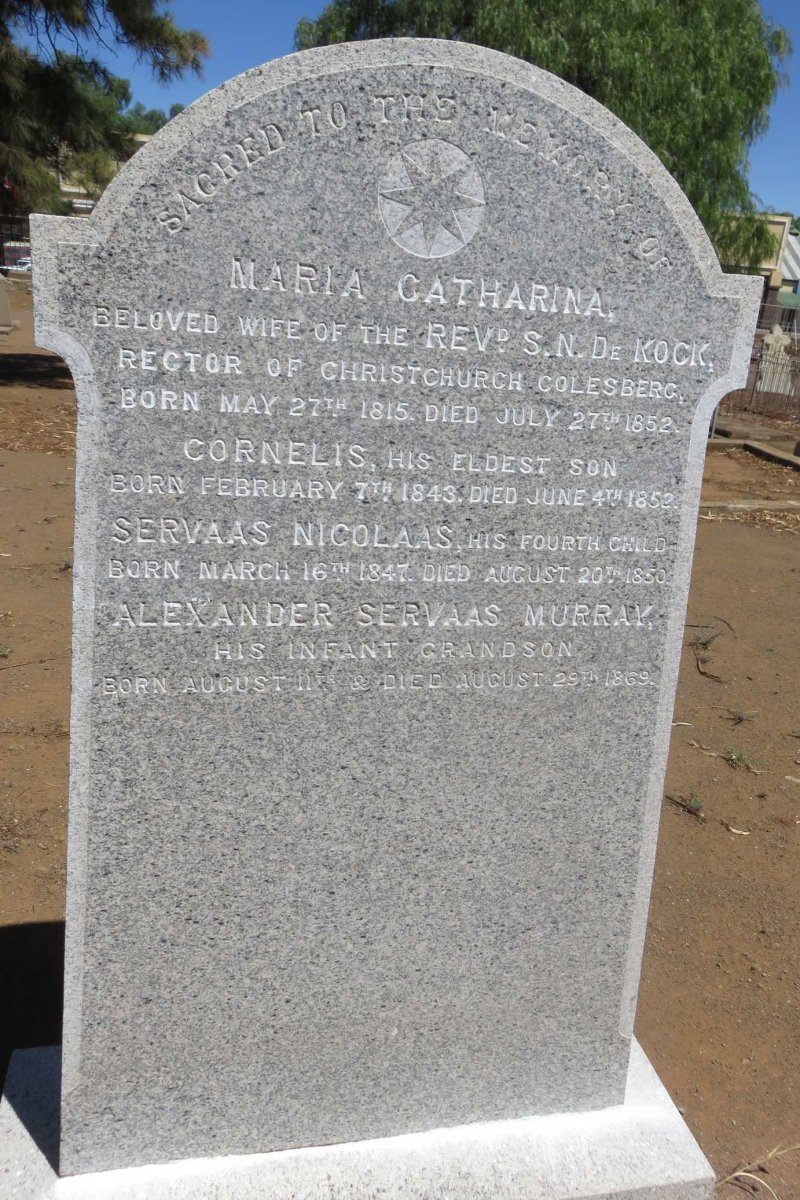 SACRED TO THE MEMORY OF
MARIA CATHARINA,
BELOVED WIFE OF THE REVD. S.N. DE KOCK,
RECTOR OF CHRISTCHURCH COLESBERG,
BORN MAY 27TH 1815. DIED JULY 27TH 1852.
CORNELIS, HIS ELDEST SON
BORN FEBRUARY 7TH 1843. DIED JUNE 4TH 1852.
SERVAAS NICOLAAS, HIS FOURTH CHILD
BORN MARCH 16TH 1847. DIED AUGUST 20TH 1850.
ALEXANDER SERVAAS MURRAY,
HIS INFANT GRANDSON
BORN AUGUST 11TH & DIED AUGUST 29TH 1869.